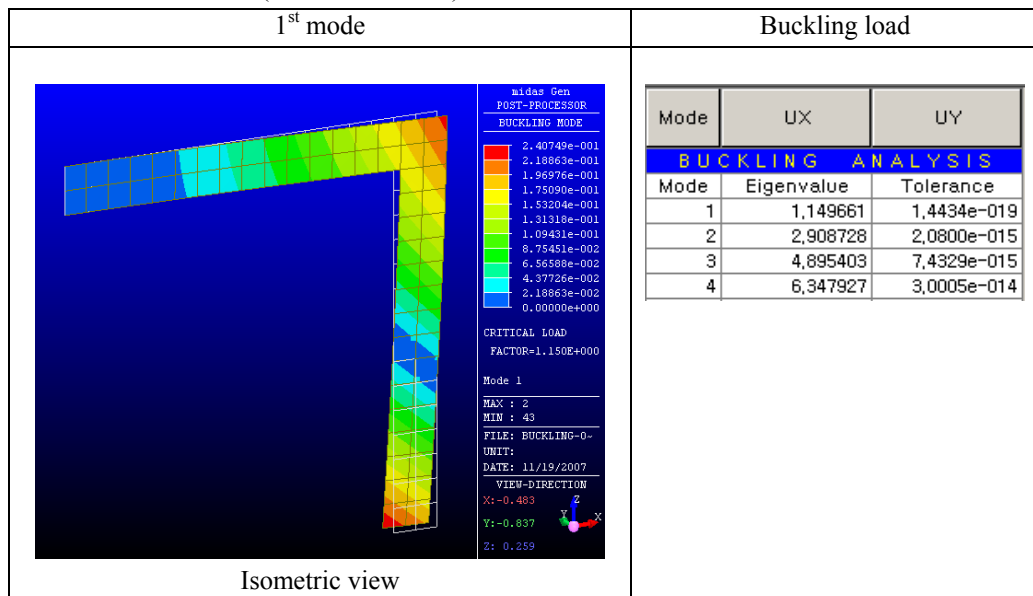 1st mode
Buckling load
midas Gen
POST-PROCESSOR
BUCKLING MODE
2.40749e-001
2.18863e-001
1.96976e-001
1.75090e-001
1.53204e-001
1.31318e-001
1.09431e-001
8.75451e-002
6.56588e-002
4.37726e-002
2.18863e-002
0.00000e+000
CRITICAL LOAD
FACTOR=1.150E+000
Mode 1
MAX : 2
MIN : 43
FILE: BUCKLING-0~
UNIT:
DATE: 11/19/2007
VIEW-DIRECTION
X:-0.483
Y:-0.837
Z: 0.259
Z
Y
X
Isometric view
Mode UX UY
BUCKLING ANALYSIS
Mode Eigenvalue Tolerance
1 1,149661 1,4434e-019
2 2,908728 2,0800e-015
3 4,895403 7,4329e-015
4 6,347927 3,0005e-014